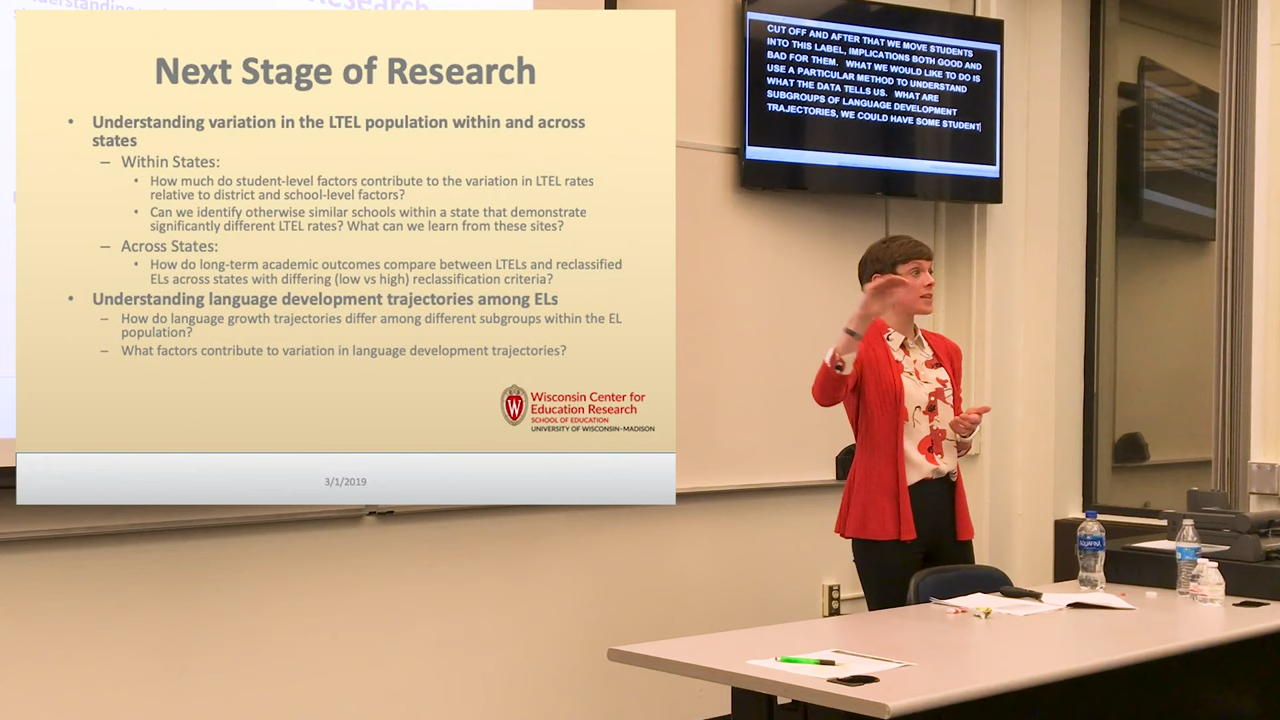 Understanding
Research
Next Stage of Research
• Understanding variation in the LTEL population within and across
states
– Within States:
• How much do student-level factors contribute to the variation in LTEL rates
relative to district and school-level factors?
• Can we identify otherwise similar schools within a state that demonstrate
significantly different LTEL rates? What can we learn from these sites?
– Across States:
• How do long-term academic outcomes compare between LTELs and reclassified
ELs across states with differing (low vs high) reclassification criteria?
• Understanding language development trajectories among ELs
– How do language growth trajectories differ among different subgroups within the EL
population?
– What factors contribute to variation in language development trajectories?
W
Wisconsin Center for
Education Research
SCHOOL OF EDUCATION
UNIVERSITY OF WISCONSIN–MADISON
3/1/2019
CUT OFF AND AFTER THAT WE MOVE STUDENTS
INTO THIS LABEL, IMPLICATIONS BOTH GOOD AND
BAD FOR THEM. WHAT WE WOULD LIKE TO DO IS
USE A PARTICULAR METHOD TO UNDERSTAND
WHAT THE DATA TELLS US. WHAT ARE
SUBGROUPS OF LANGUAGE DEVELOPMENT
TRAJECTORIES, WE COULD HAVE SOME STUDENT
AQUAFINA